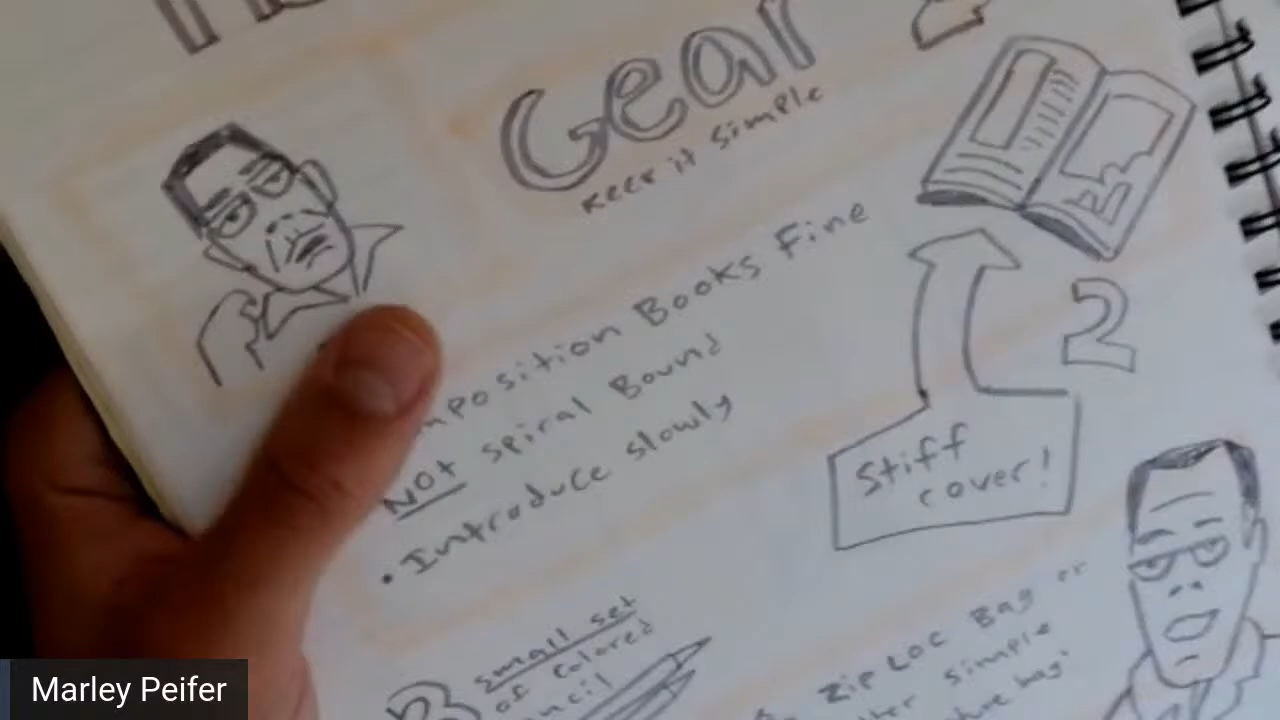 Gear
Keep it simple
Books Fine
NOT spiral Bound
• Introduce slowly
2
Stiff
cover!
small set
of colored
Zip Loc Bag or
simple
bag
Marley Peifer